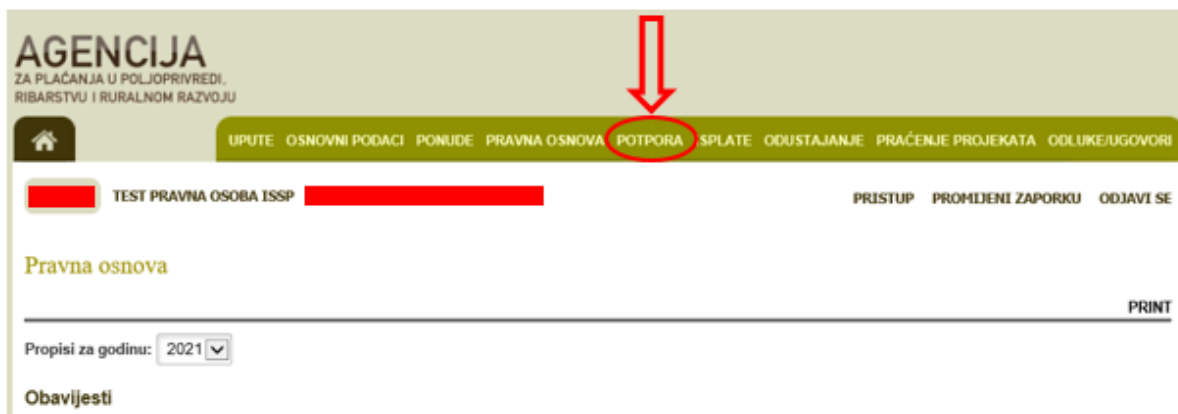 AGENCIJA
ZA PLAĆANJA U POLJOPRIVREDI,
RIBARSTVU I RURALNOM RAZVOJU
UPUTE OSNOVNI PODACI PONUDE PRAVNA OSNOVA POTPORA ISPLATE ODUSTAJANJE PRAĆENJE PROJEKATA ODLUKE/UGOVORI
TEST PRAVNA OSOBA ISSP PRISTUP PROMIJENI ZAPORKU ODJAVI SE
Pravna osnova
PRINT
Propisi za godinu: 2021
Obavijesti